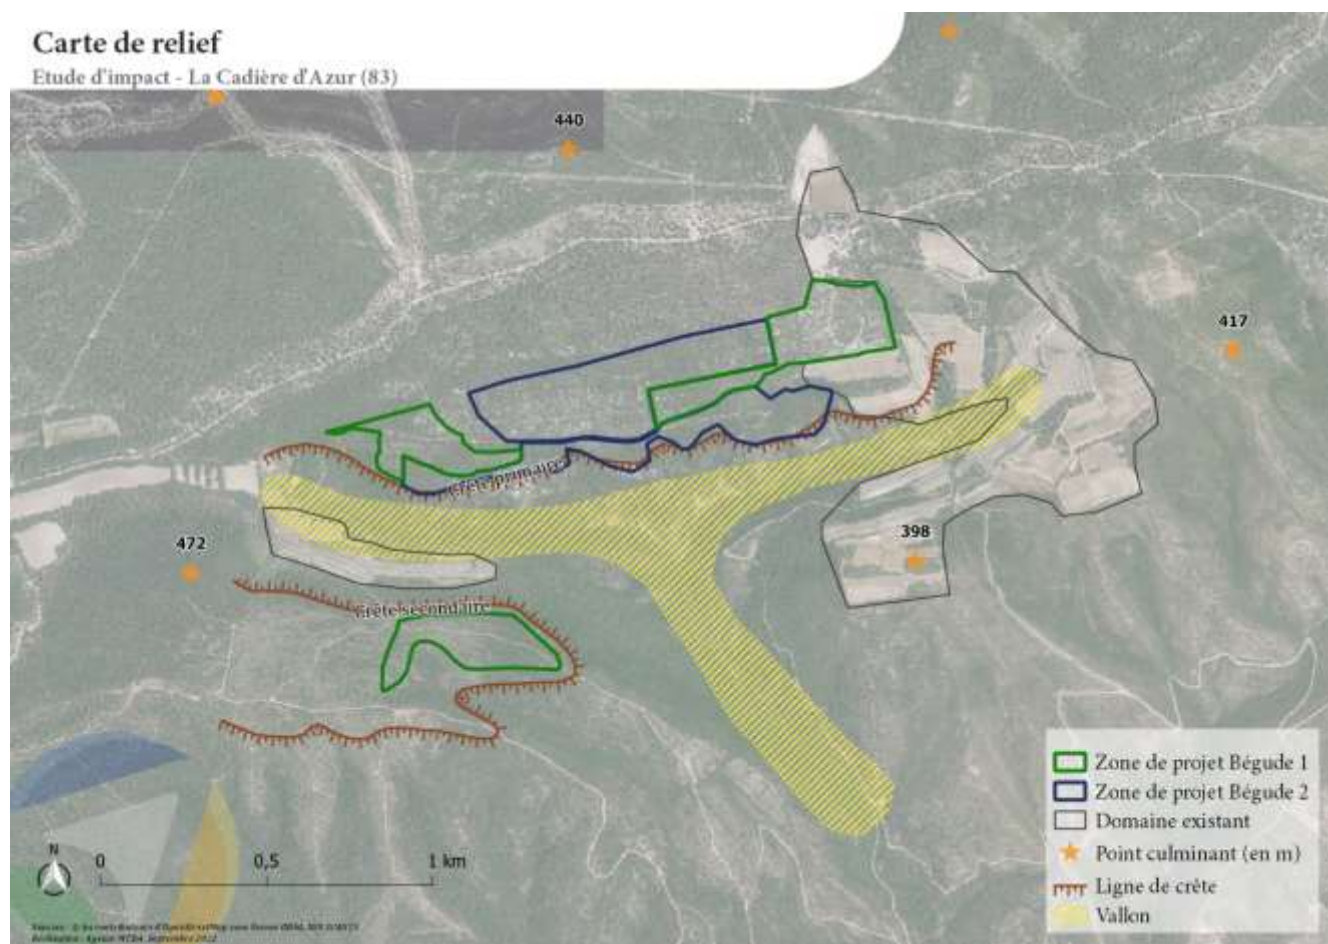 Carte de relief
Etude d'impact - La Cadière d'Azur (83)
440
417
Crête primaire
472
398
Crête secondaire
Zone de projet Bégude 1
Zone de projet Bégude 2
Domaine existant
Point culminant (en m)
Ligne de crête
Vallon
N
0 0,5 1 km